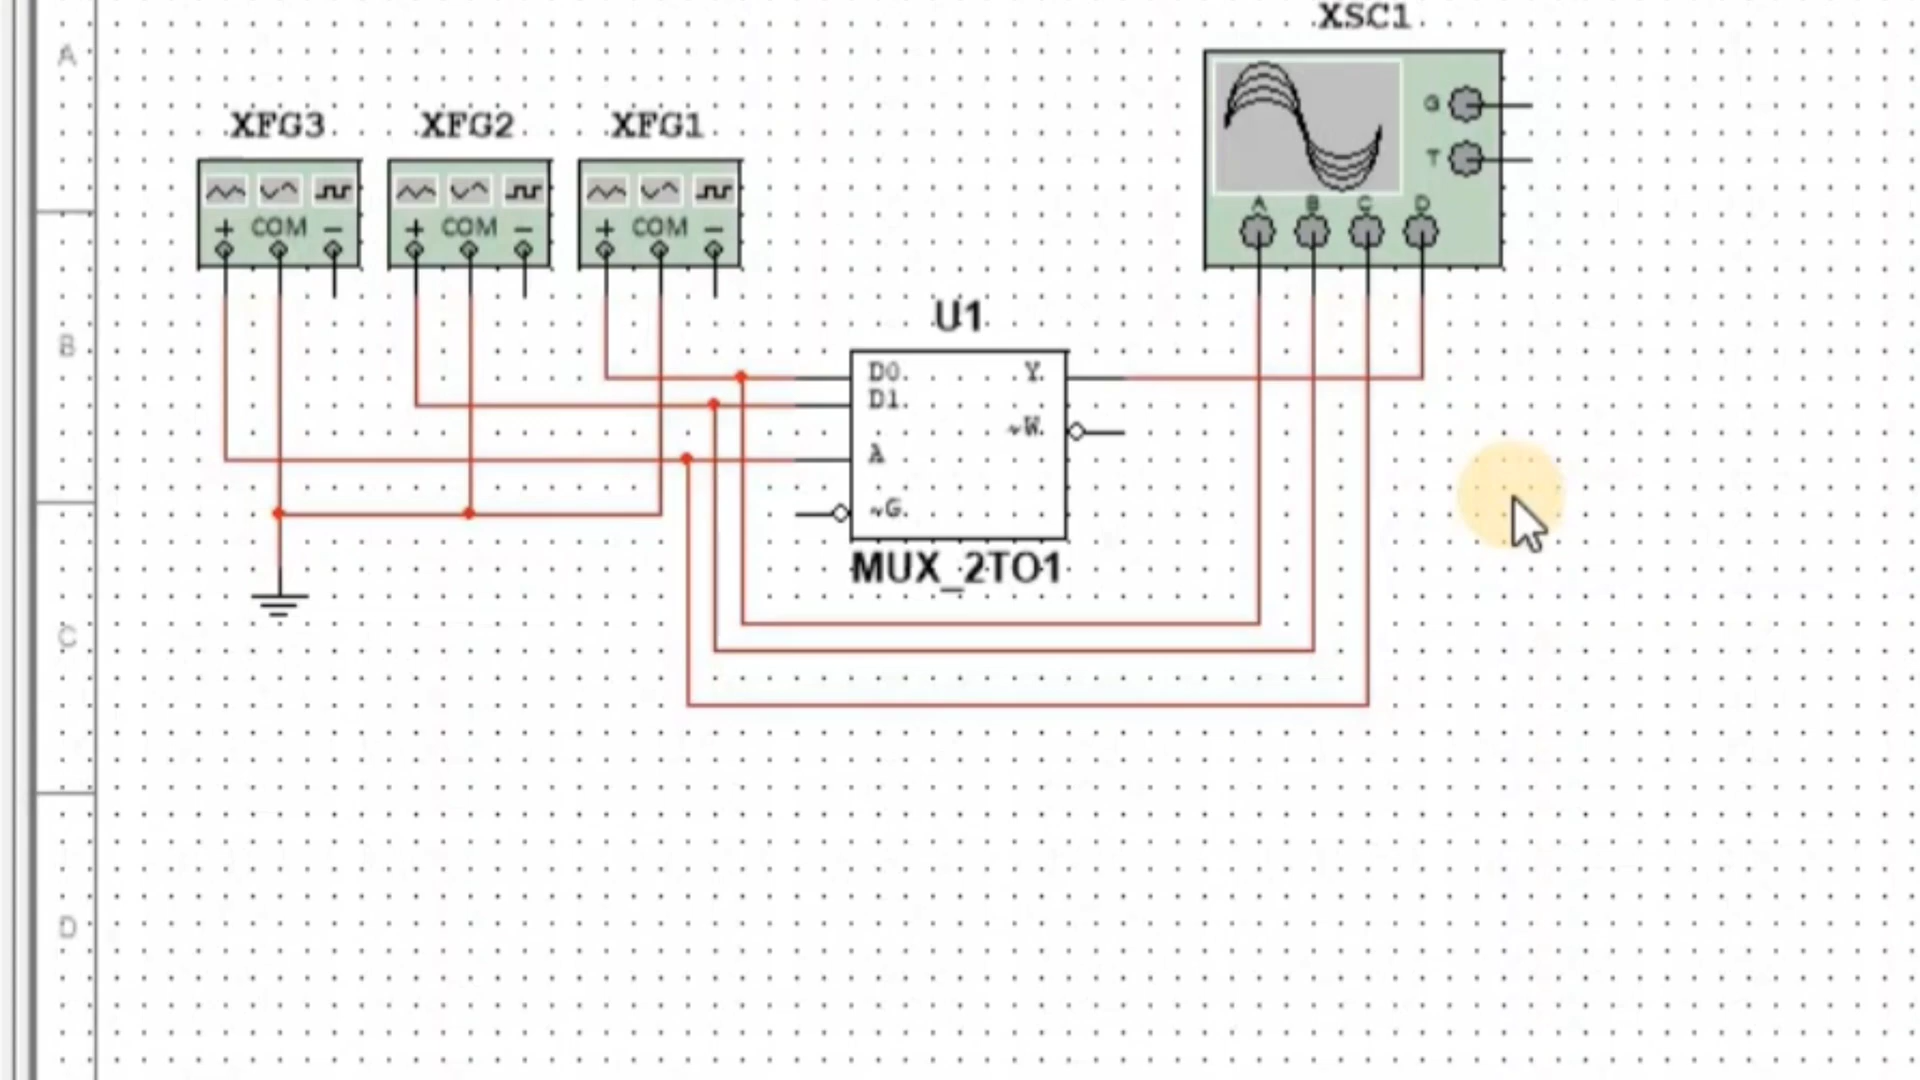 XSC1
A
G
T
A B C D
XFG3 XFG2 XFG1
+ COM −
+ COM −
+ COM −
B
U1
D0 Y
D1
~W
A
~G
MUX_2TO1
C
D